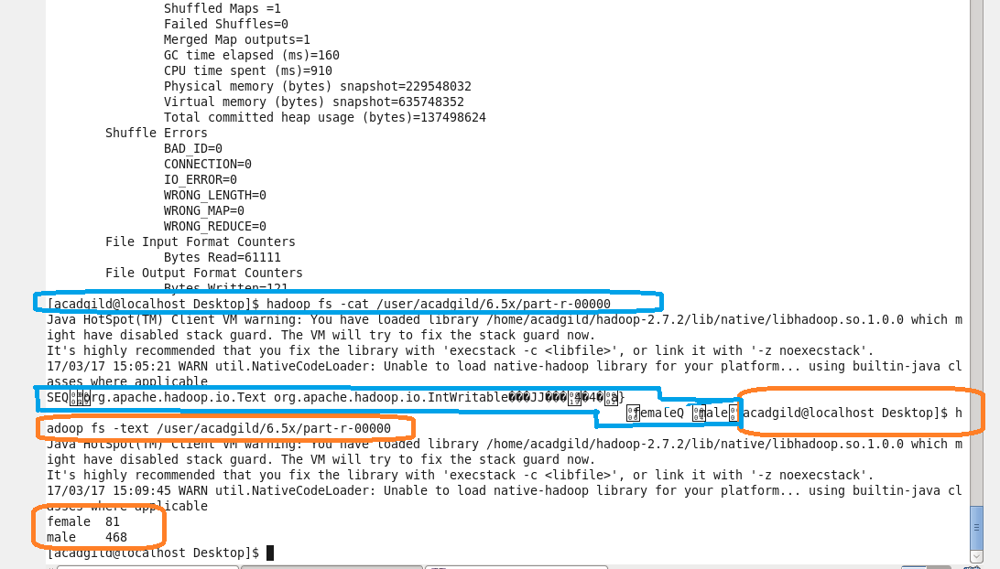 Shuffled Maps =1
Failed Shuffles=0
Merged Map outputs=1
GC time elapsed (ms)=160
CPU time spent (ms)=910
Physical memory (bytes) snapshot=229548032
Virtual memory (bytes) snapshot=635748352
Total committed heap usage (bytes)=137498624
Shuffle Errors
BAD_ID=0
CONNECTION=0
IO_ERROR=0
WRONG_LENGTH=0
WRONG_MAP=0
WRONG_REDUCE=0
File Input Format Counters
Bytes Read=61111
File Output Format Counters
Bytes Written=121
[acadgild@localhost Desktop]$ hadoop fs -cat /user/acadgild/6.5x/part-r-00000
Java HotSpot(TM) Client VM warning: You have loaded library /home/acadgild/hadoop-2.7.2/lib/native/libhadoop.so.1.0.0 which m
ight have disabled stack guard. The VM will try to fix the stack guard now.
It's highly recommended that you fix the library with 'execstack -c <libfile>', or link it with '-z noexecstack'.
17/03/17 15:05:21 WARN util.NativeCodeLoader: Unable to load native-hadoop library for your platform... using builtin-java cl
asses where applicable
SEQ org.apache.hadoop.io.Text org.apache.hadoop.io.IntWritable���JJ���4�4� }
femaleQ male acadgild@localhost Desktop]$ h
adoop fs -text /user/acadgild/6.5x/part-r-00000
Java HotSpot(TM) Client VM warning: You have loaded library /home/acadgild/hadoop-2.7.2/lib/native/libhadoop.so.1.0.0 which m
ight have disabled stack guard. The VM will try to fix the stack guard now.
It's highly recommended that you fix the library with 'execstack -c <libfile>', or link it with '-z noexecstack'.
17/03/17 15:09:45 WARN util.NativeCodeLoader: Unable to load native-hadoop library for your platform... using builtin-java cl
asses where applicable
female 81
male 468
[acadgild@localhost Desktop]$